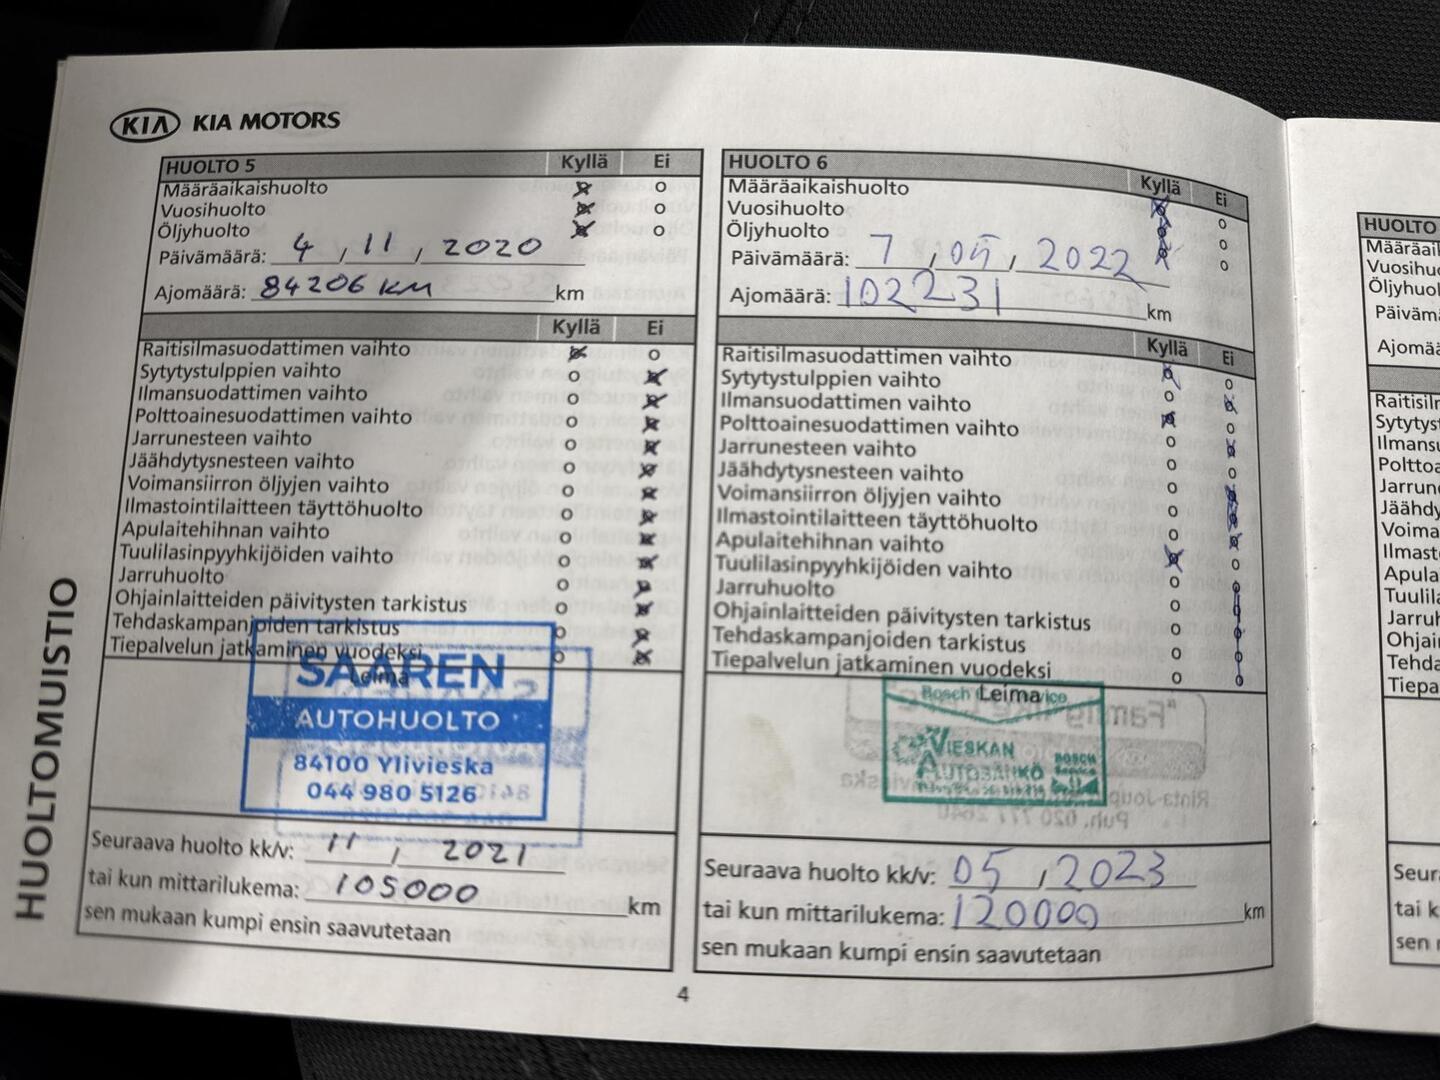 KIA KIA MOTORS
HUOLTOMUISTIO
HUOLTO 5 Kyllä Ei
Määräaikaishuolto
Vuosihuolto
Öljyhuolto
Päivämäärä: 4 / 11 / 2020
Ajomäärä: 84206 KM km
Kyllä Ei
Raitisilmasuodattimen vaihto
Sytytystulppien vaihto
Ilmansuodattimen vaihto
Polttoainesuodattimen vaihto
Jarrunesteen vaihto
Jäähdytysnesteen vaihto
Voimansiirron öljyjen vaihto
Ilmastointilaitteen täyttöhuolto
Apulaitehihnan vaihto
Tuulilasinpyyhkijöiden vaihto
Jarruhuolto
Ohjainlaitteiden päivitysten tarkistus
Tehdaskampanjoiden tarkistus
Tiepalvelun jatkaminen vuodeksi
Leima
SAAREN
AUTOHUOLTO
84100 Ylivieska
044 980 5126
Seuraava huolto kk/v: 11 / 2021
tai kun mittarilukema: 105000 km
sen mukaan kumpi ensin saavutetaan
HUOLTO 6 Kyllä Ei
Määräaikaishuolto
Vuosihuolto
Öljyhuolto
Päivämäärä: 7 / 05 / 2022
Ajomäärä: 102231 km
Kyllä Ei
Raitisilmasuodattimen vaihto
Sytytystulppien vaihto
Ilmansuodattimen vaihto
Polttoainesuodattimen vaihto
Jarrunesteen vaihto
Jäähdytysnesteen vaihto
Voimansiirron öljyjen vaihto
Ilmastointilaitteen täyttöhuolto
Apulaitehihnan vaihto
Tuulilasinpyyhkijöiden vaihto
Jarruhuolto
Ohjainlaitteiden päivitysten tarkistus
Tehdaskampanjoiden tarkistus
Tiepalvelun jatkaminen vuodeksi
Leima
Bosch
VIESKAN
AUTOSÄHKÖ
BOSCH
Service
Seuraava huolto kk/v: 05 / 2023
tai kun mittarilukema: 120000 km
sen mukaan kumpi ensin saavutetaan
4
HUOLTO